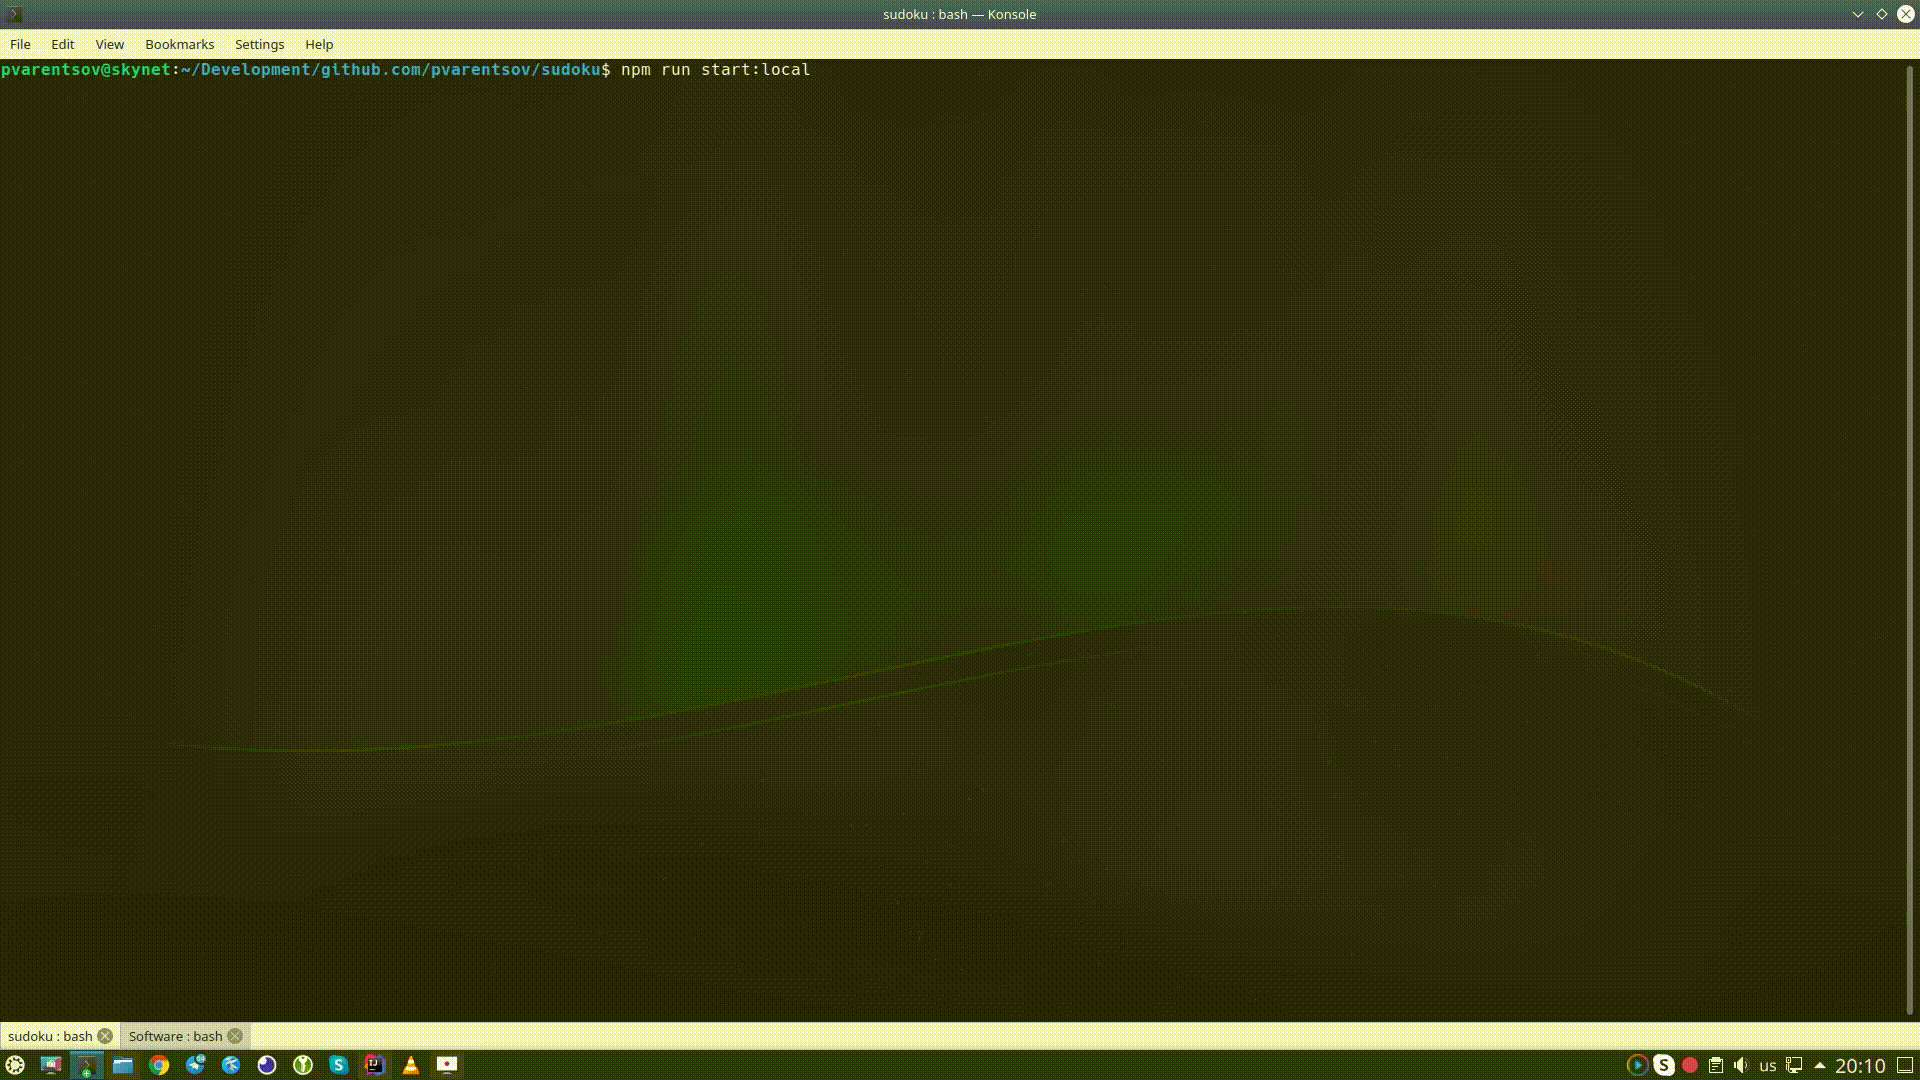 sudoku : bash — Konsole
File Edit View Bookmarks Settings Help
pvarentsov@skynet:~/Development/github.com/pvarentsov/sudoku$ npm run start:local
sudoku : bash Software : bash
us 20:10